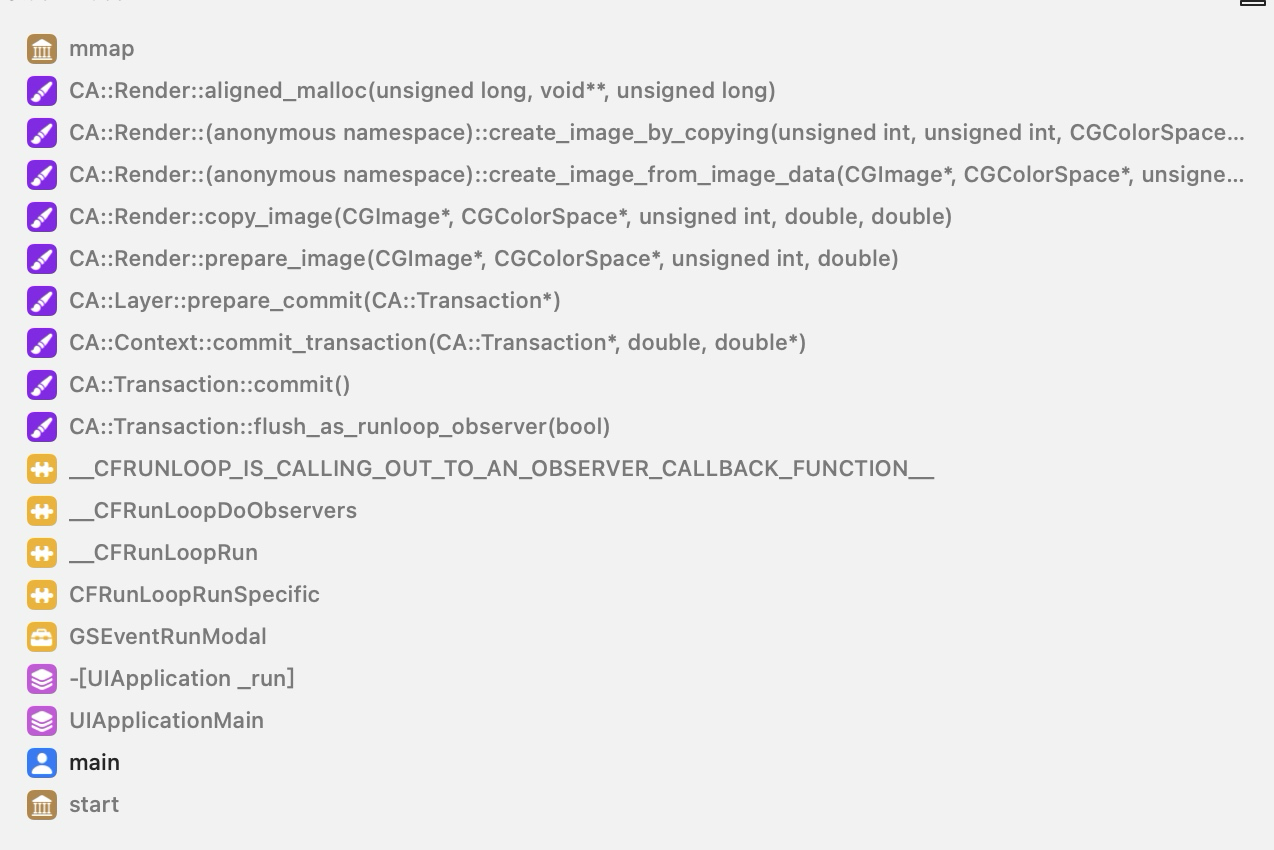 mmap
CA::Render::aligned_malloc(unsigned long, void**, unsigned long)
CA::Render::(anonymous namespace)::create_image_by_copying(unsigned int, unsigned int, CGColorSpace...
CA::Render::(anonymous namespace)::create_image_from_image_data(CGImage*, CGColorSpace*, unsigne...
CA::Render::copy_image(CGImage*, CGColorSpace*, unsigned int, double, double)
CA::Render::prepare_image(CGImage*, CGColorSpace*, unsigned int, double)
CA::Layer::prepare_commit(CA::Transaction*)
CA::Context::commit_transaction(CA::Transaction*, double, double*)
CA::Transaction::commit()
CA::Transaction::flush_as_runloop_observer(bool)
__CFRUNLOOP_IS_CALLING_OUT_TO_AN_OBSERVER_CALLBACK_FUNCTION__
__CFRunLoopDoObservers
__CFRunLoopRun
CFRunLoopRunSpecific
GSEventRunModal
-[UIApplication _run]
UIApplicationMain
main
start